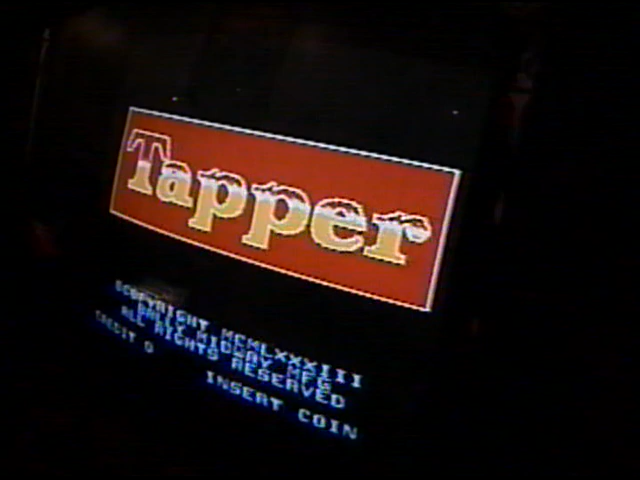 Tapper
©COPYRIGHT MCMLXXXIII
BALLY MIDWAY MFG
ALL RIGHTS RESERVED
CREDIT 0
INSERT COIN